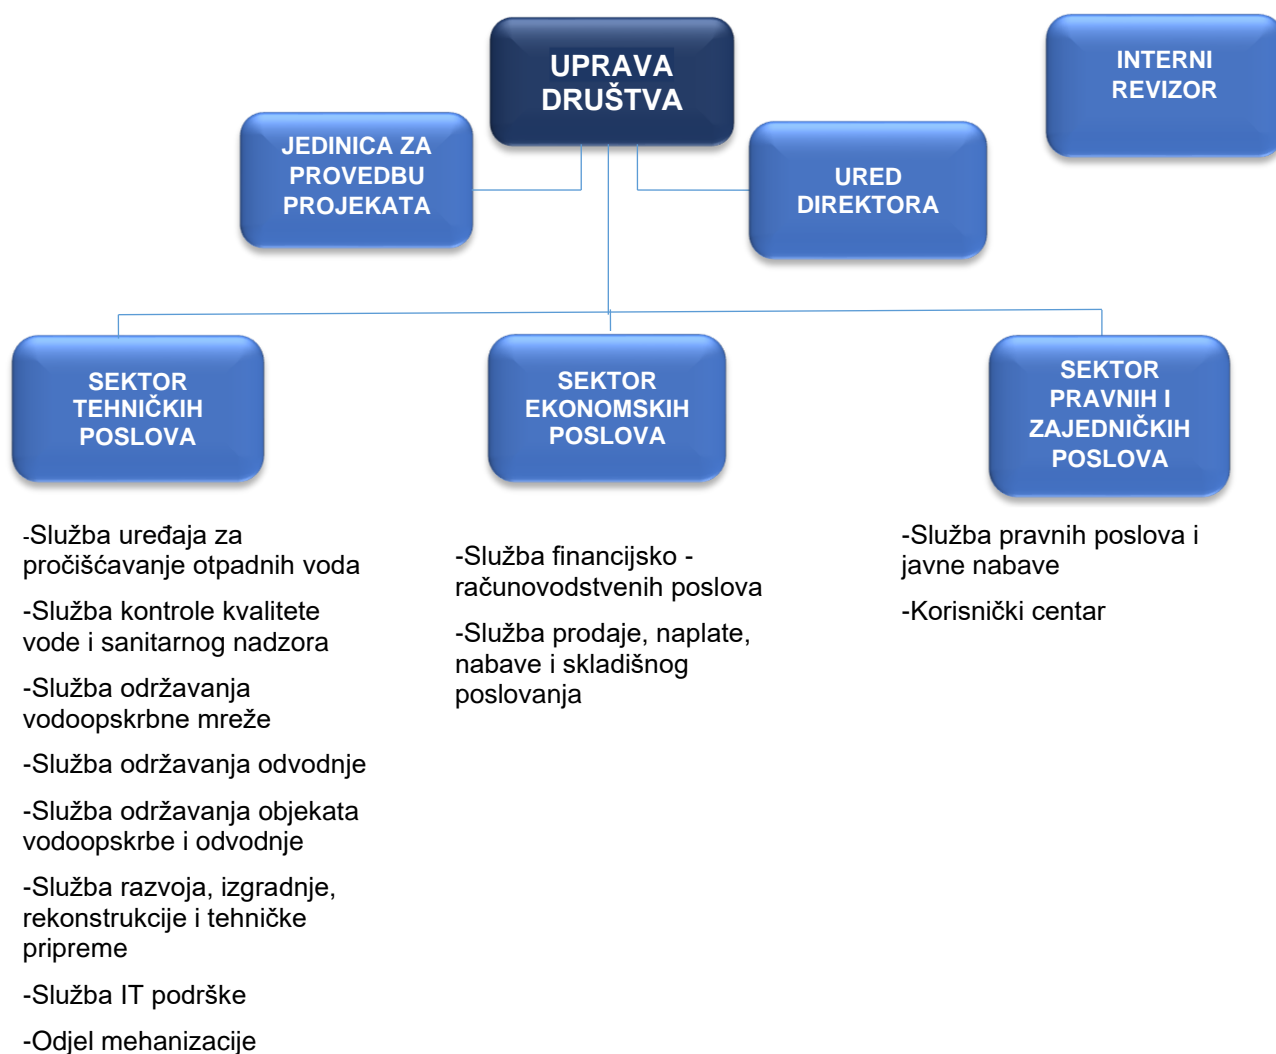 UPRAVA
DRUŠTVA
INTERNI
REVIZOR
JEDINICA ZA
PROVEDBU
PROJEKATA
URED
DIREKTORA
SEKTOR
TEHNIČKIH
POSLOVA
SEKTOR
EKONOMSKIH
POSLOVA
SEKTOR
PRAVNIH I
ZAJEDNIČKIH
POSLOVA
-Služba uređaja za
pročišćavanje otpadnih voda
-Služba kontrole kvalitete
vode i sanitarnog nadzora
-Služba održavanja
vodoopskrbne mreže
-Služba održavanja odvodnje
-Služba održavanja objekata
vodoopskrbe i odvodnje
-Služba razvoja, izgradnje,
rekonstrukcije i tehničke
pripreme
-Služba IT podrške
-Odjel mehanizacije
-Služba financijsko -
računovodstvenih poslova
-Služba prodaje, naplate,
nabave i skladišnog
poslovanja
-Služba pravnih poslova i
javne nabave
-Korisnički centar